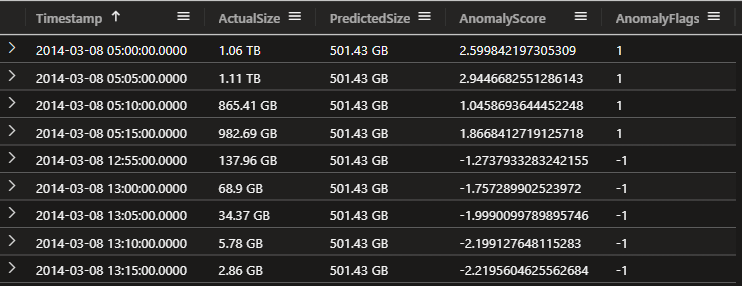 Timestamp ActualSize PredictedSize AnomalyScore AnomalyFlags
2014-03-08 05:00:00.0000 1.06 TB 501.43 GB 2.599842197305309 1
2014-03-08 05:05:00.0000 1.11 TB 501.43 GB 2.9446682551286143 1
2014-03-08 05:10:00.0000 865.41 GB 501.43 GB 1.0458693644452248 1
2014-03-08 05:15:00.0000 982.69 GB 501.43 GB 1.8668412719125718 1
2014-03-08 12:55:00.0000 137.96 GB 501.43 GB -1.2737933283242155 -1
2014-03-08 13:00:00.0000 68.9 GB 501.43 GB -1.757289902523972 -1
2014-03-08 13:05:00.0000 34.37 GB 501.43 GB -1.9990099789895746 -1
2014-03-08 13:10:00.0000 5.78 GB 501.43 GB -2.199127648115283 -1
2014-03-08 13:15:00.0000 2.86 GB 501.43 GB -2.2195604625562684 -1